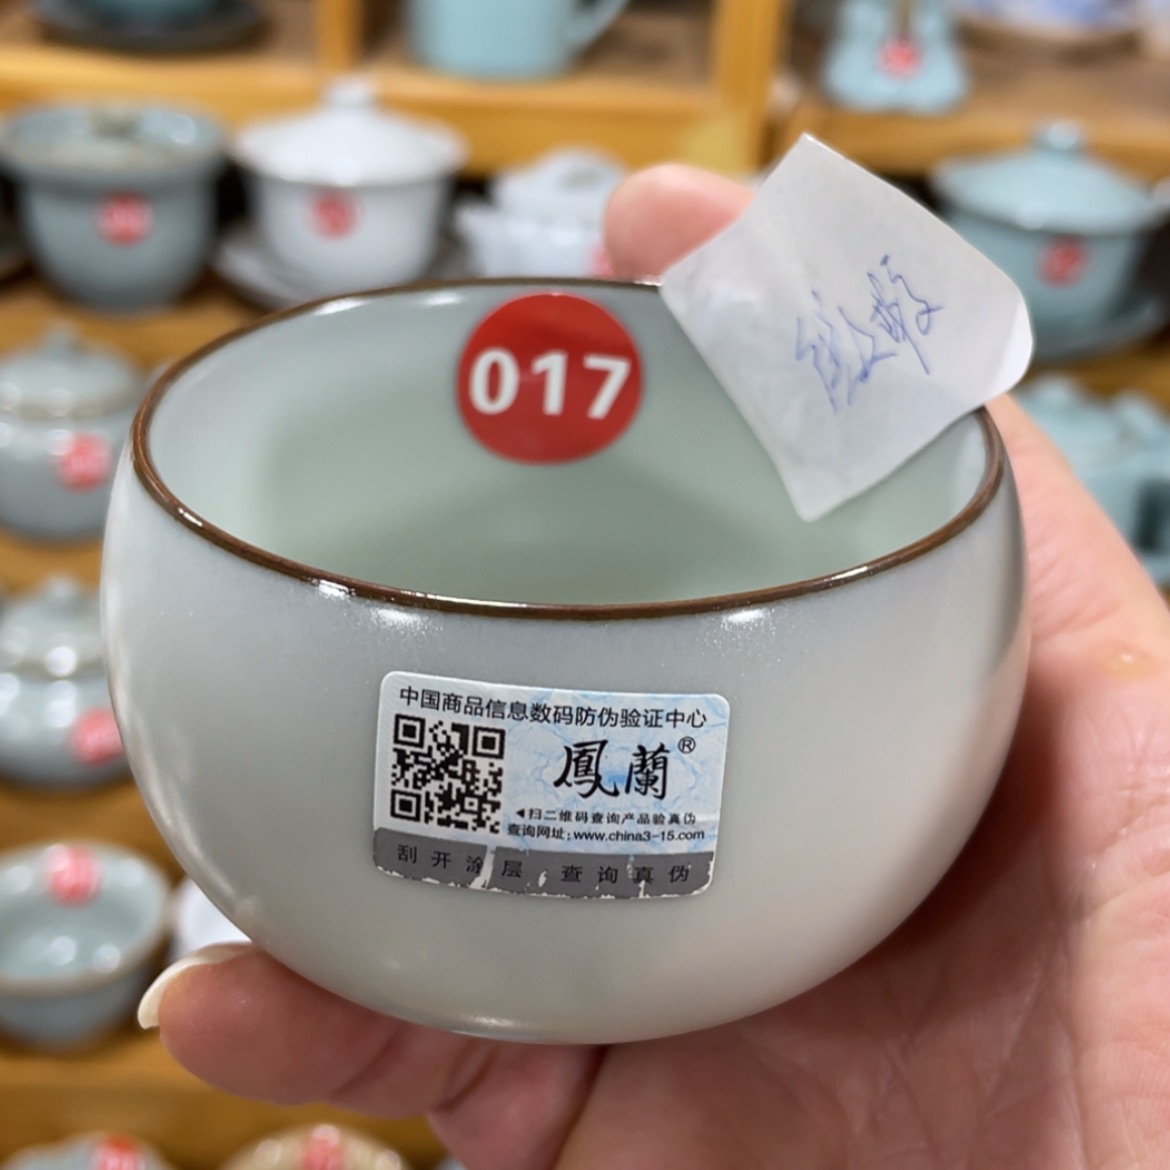 017
中国商品信息数码防伪验证中心
鳳蘭®
◀扫二维码查询产品验真伪
查询网址:www.china3-15.com
刮开涂层,查询真伪
017